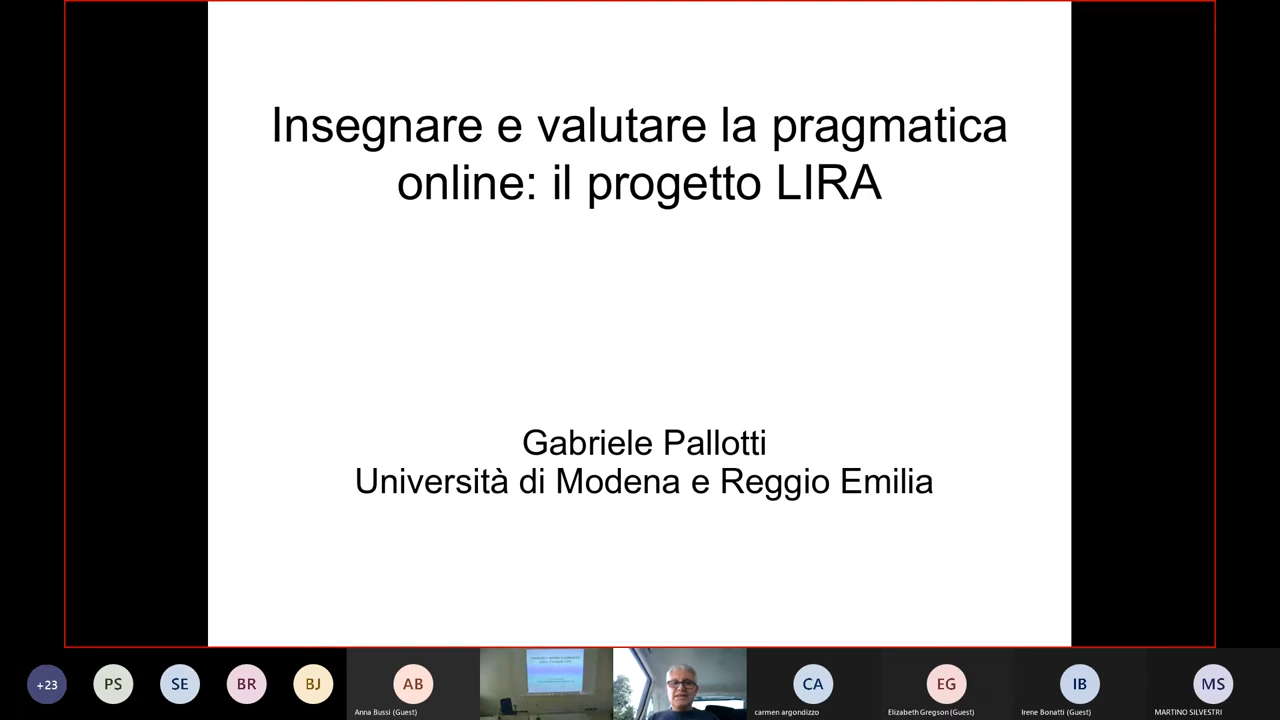 Insegnare e valutare la pragmatica
online: il progetto LIRA
Gabriele Pallotti
Università di Modena e Reggio Emilia
+23
PS
SE
BR
BJ
AB
CA
EG
IB
MS
Anna Bussi (Guest)
carmen argondizzo
Elizabeth Gregson (Guest)
Irene Bonatti (Guest)
MARTINO SILVESTRI